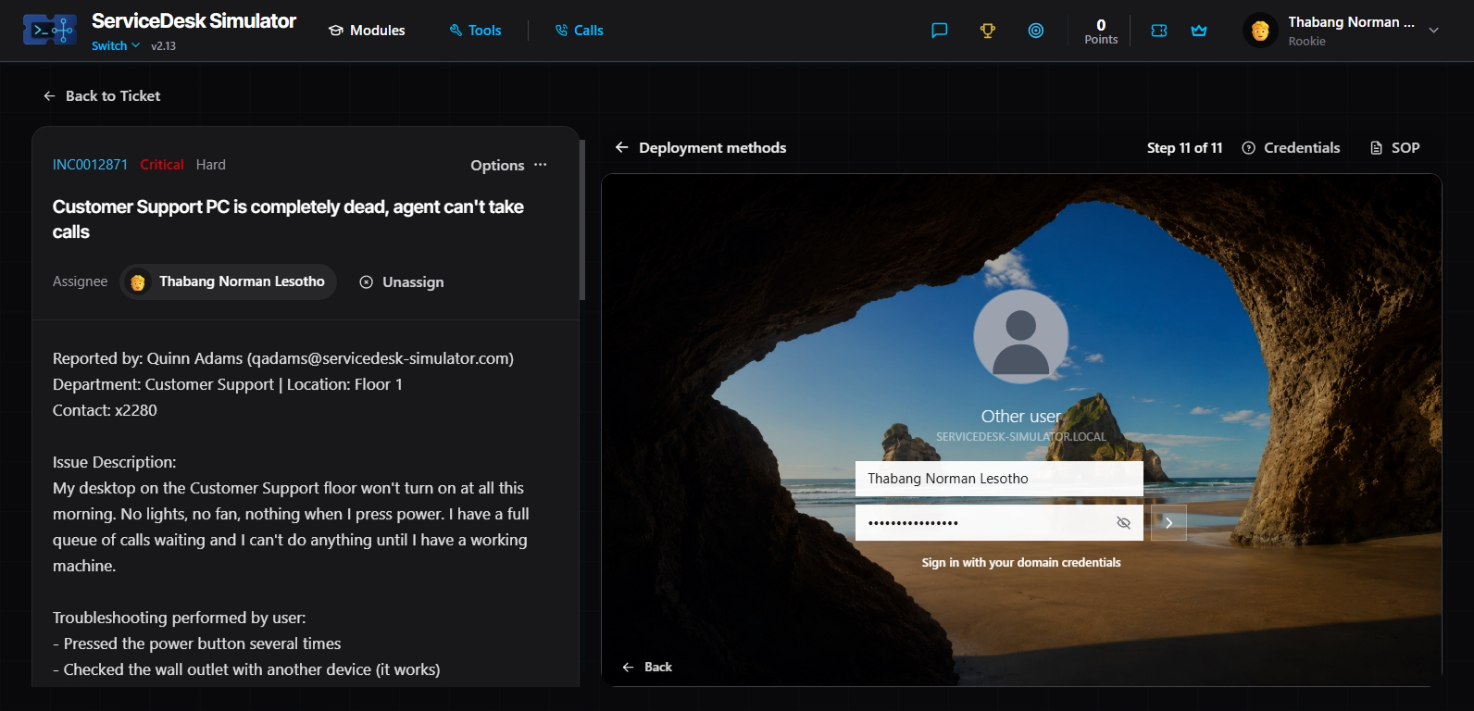 ServiceDesk Simulator
Switch v2.13
Modules
Tools
Calls
0
Points
Thabang Norman ...
Rookie
Back to Ticket
INC0012871 Critical Hard
Options ...
Customer Support PC is completely dead, agent can't take
calls
Assignee Thabang Norman Lesotho Unassign
Reported by: Quinn Adams (qadams@servicedesk-simulator.com)
Department: Customer Support | Location: Floor 1
Contact: x2280
Issue Description:
My desktop on the Customer Support floor won't turn on at all this
morning. No lights, no fan, nothing when I press power. I have a full
queue of calls waiting and I can't do anything until I have a working
machine.
Troubleshooting performed by user:
- Pressed the power button several times
- Checked the wall outlet with another device (it works)
Deployment methods
Step 11 of 11
Credentials
SOP
Other user
SERVICEDESK-SIMULATOR.LOCAL
Thabang Norman Lesotho
••••••••••••••••
Sign in with your domain credentials
Back